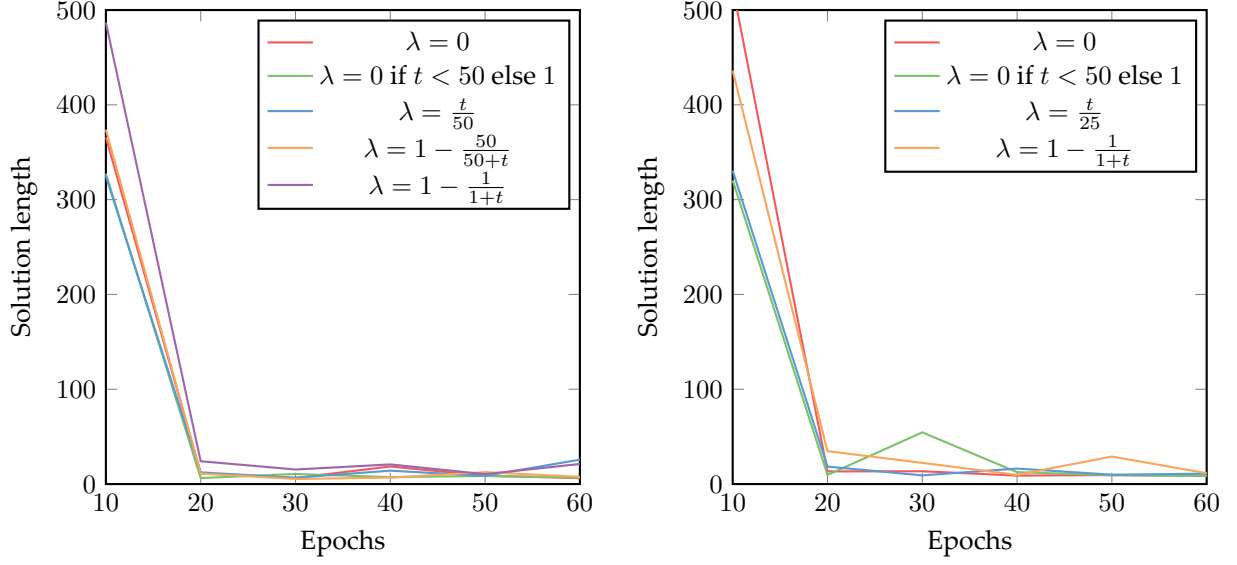 500
400
300
200
100
0
Solution length
10 20 30 40 50 60
Epochs
λ = 0
λ = 0 if t < 50 else 1
λ = t/50
λ = 1 − 50/(50+t)
λ = 1 − 1/(1+t)
500
400
300
200
100
0
Solution length
10 20 30 40 50 60
Epochs
λ = 0
λ = 0 if t < 50 else 1
λ = t/25
λ = 1 − 1/(1+t)